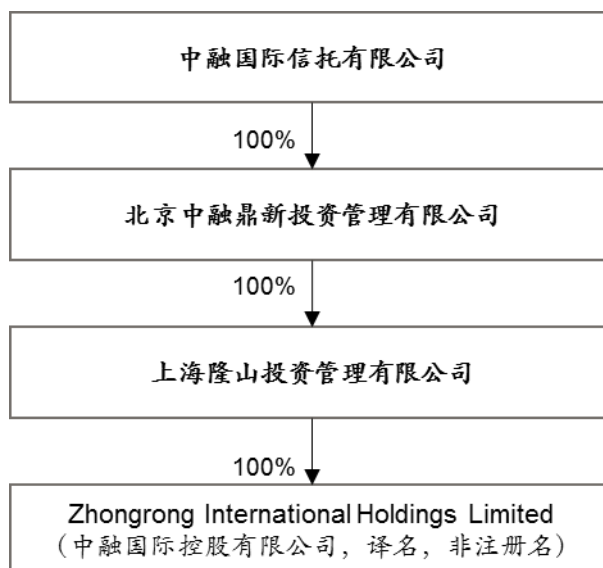 中融国际信托有限公司
100%
北京中融鼎新投资管理有限公司
100%
上海隆山投资管理有限公司
100%
Zhongrong International Holdings Limited
（中融国际控股有限公司，译名，非注册名）